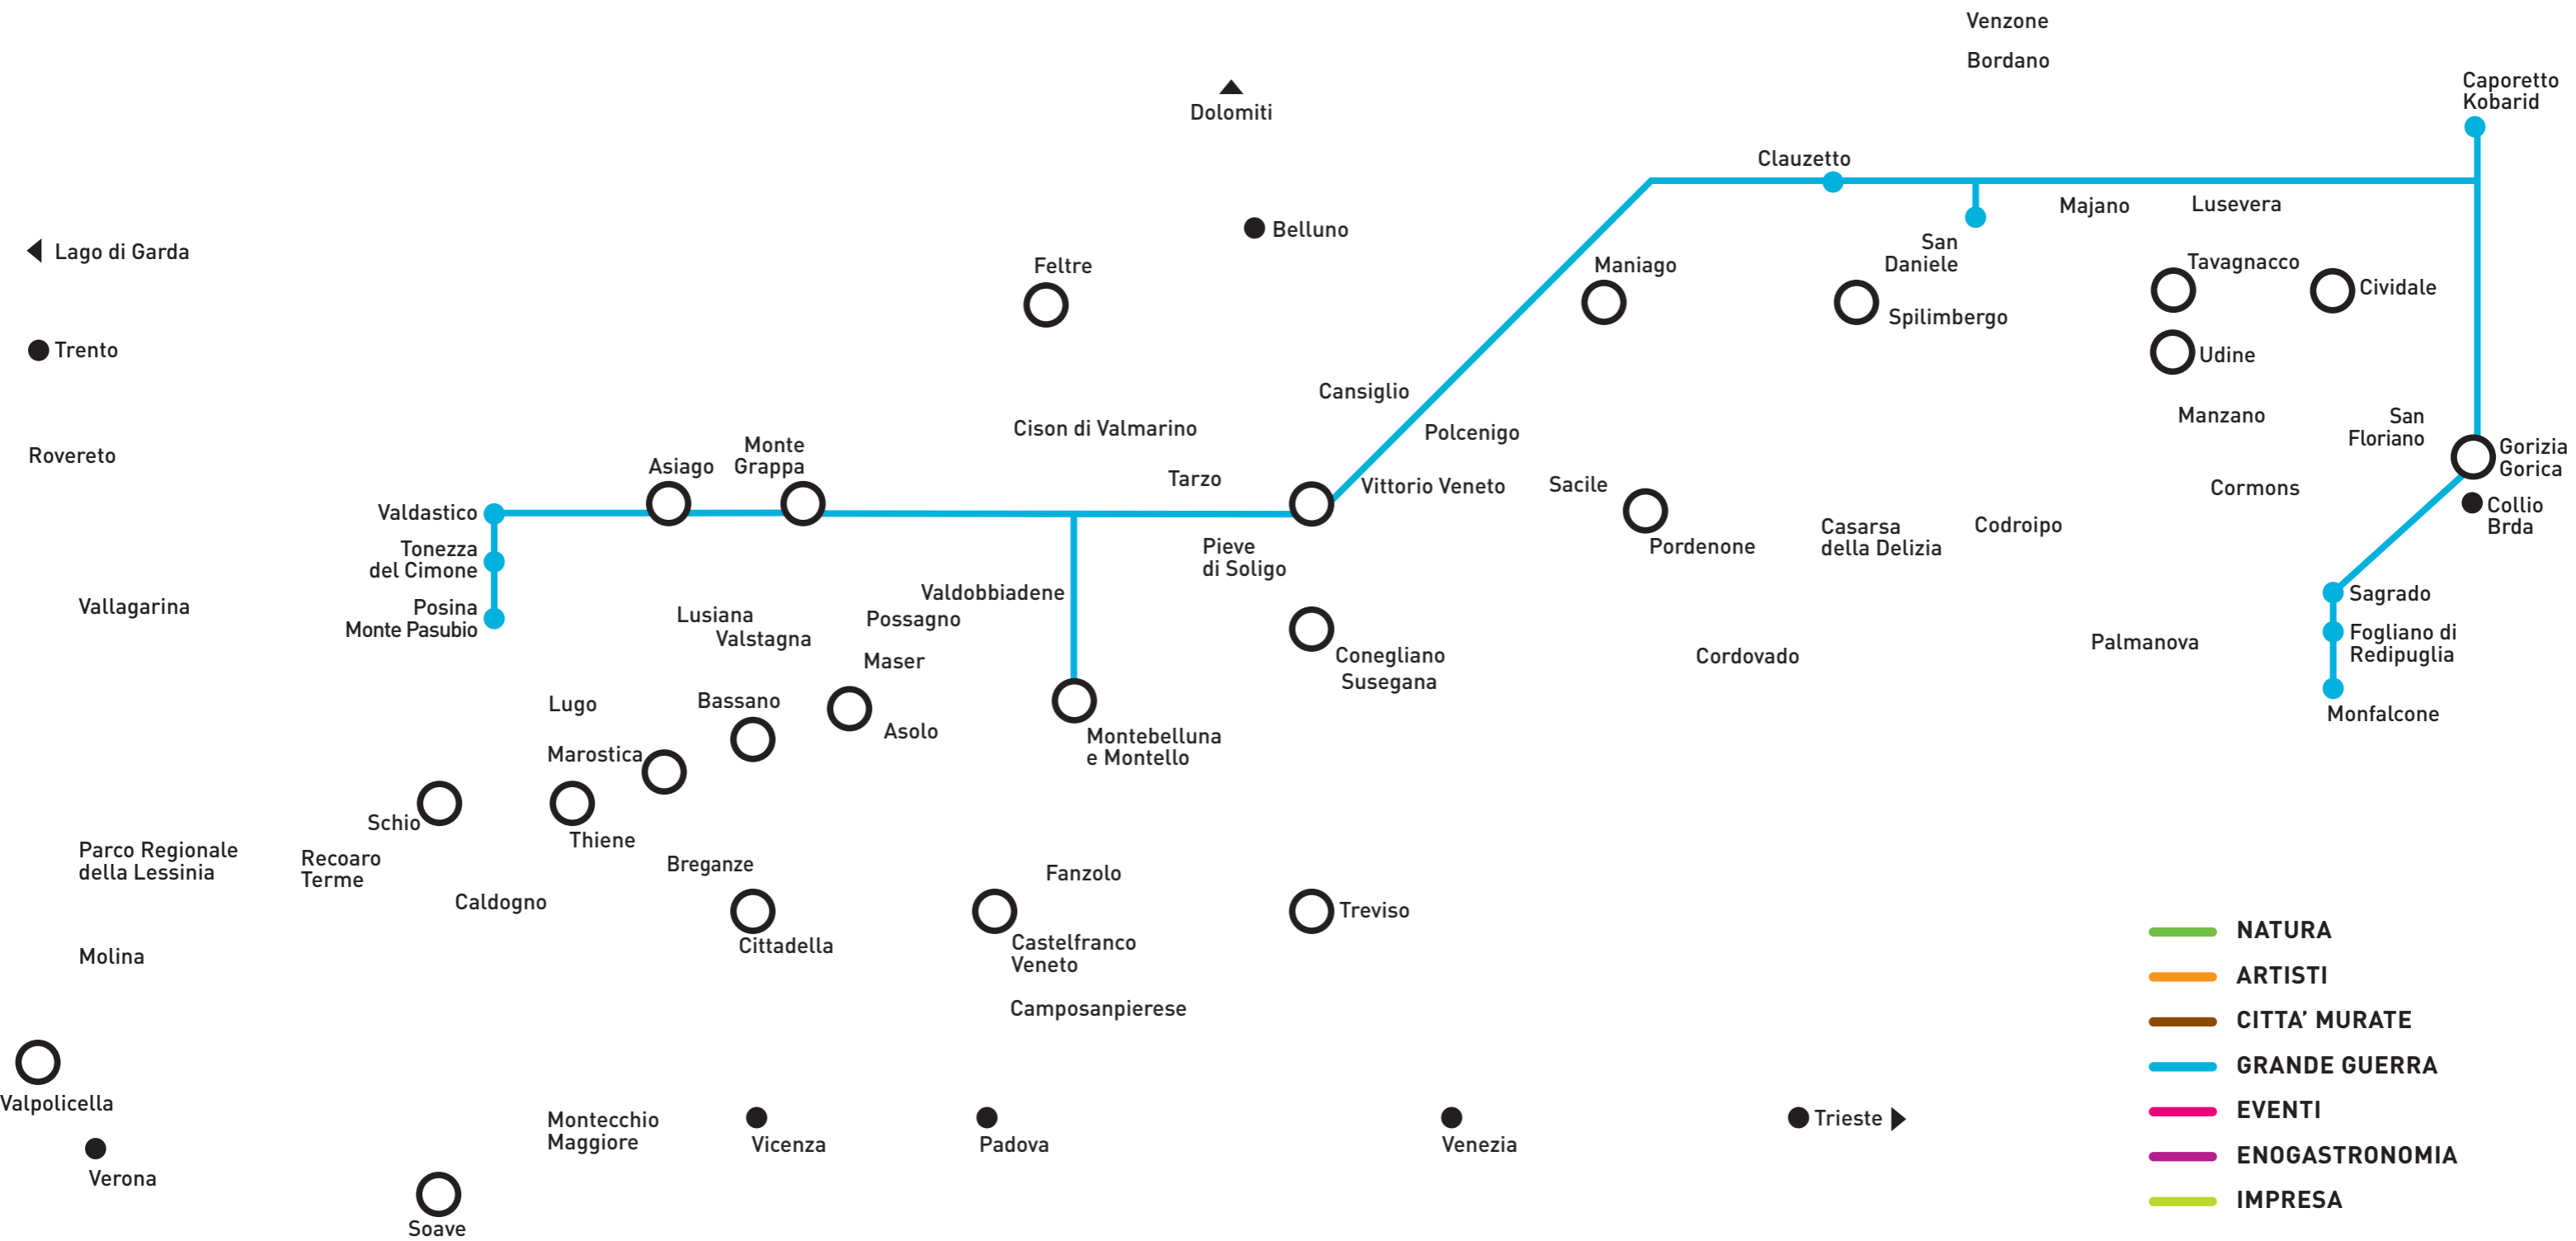 Venzone
Bordano
Caporetto
Kobarid
Dolomiti
Clauzetto
Majano
Lusevera
Belluno
Lago di Garda
San
Daniele
Feltre
Maniago
Tavagnacco
Cividale
Spilimbergo
Trento
Udine
Cansiglio
Cison di Valmarino
Polcenigo
Manzano
San
Floriano
Rovereto
Monte
Grappa
Asiago
Gorizia
Gorica
Tarzo
Vittorio Veneto
Sacile
Cormons
Valdastico
Collio
Brda
Casarsa
della Delizia
Codroipo
Pordenone
Tonezza
del Cimone
Pieve
di Soligo
Valdobbiadene
Sagrado
Vallagarina
Posina
Monte Pasubio
Lusiana
Valstagna
Possagno
Fogliano di
Redipuglia
Palmanova
Maser
Conegliano
Susegana
Cordovado
Lugo
Bassano
Monfalcone
Asolo
Montebelluna
e Montello
Marostica
Schio
Thiene
Parco Regionale
della Lessinia
Recoaro
Terme
Breganze
Fanzolo
Caldogno
Treviso
Cittadella
Castelfranco
Veneto
Molina
Camposanpierese
Valpolicella
Montecchio
Maggiore
Vicenza
Padova
Venezia
Trieste
Verona
Soave
NATURA
ARTISTI
CITTA’ MURATE
GRANDE GUERRA
EVENTI
ENOGASTRONOMIA
IMPRESA